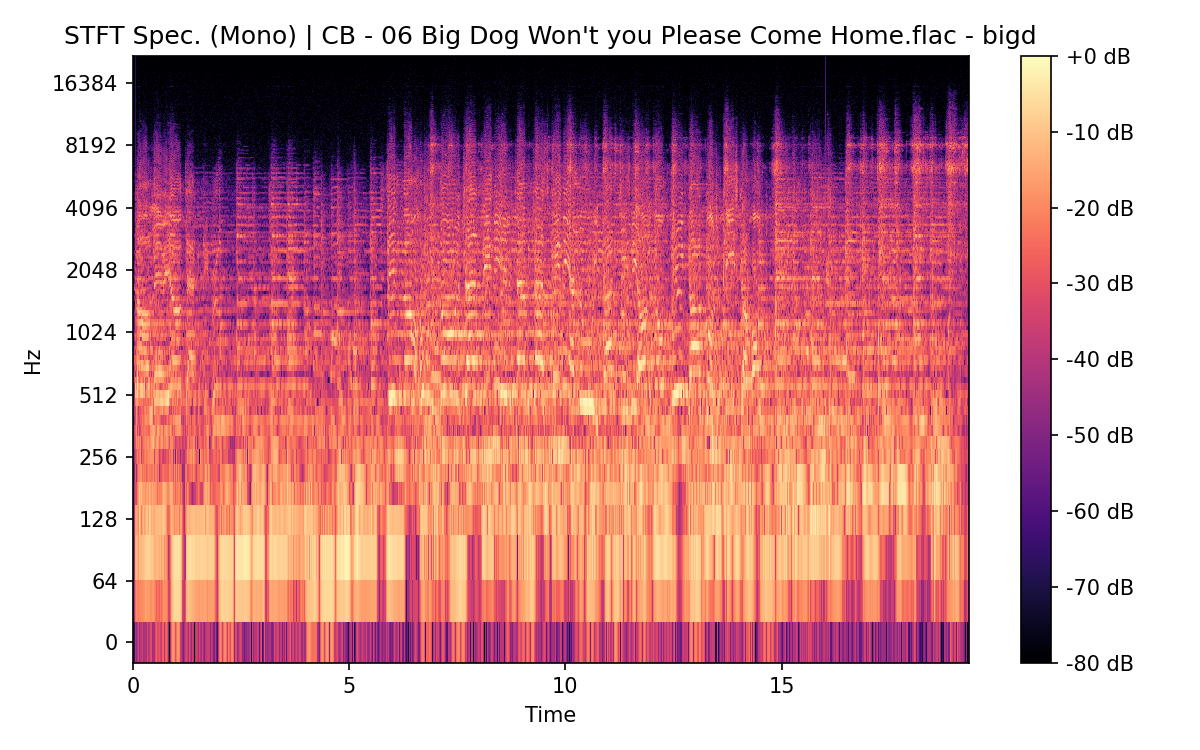 STFT Spec. (Mono) | CB - 06 Big Dog Won't you Please Come Home.flac - bigd
Hz
16384
8192
4096
2048
1024
512
256
128
64
0
0 5 10 15
Time
+0 dB
-10 dB
-20 dB
-30 dB
-40 dB
-50 dB
-60 dB
-70 dB
-80 dB